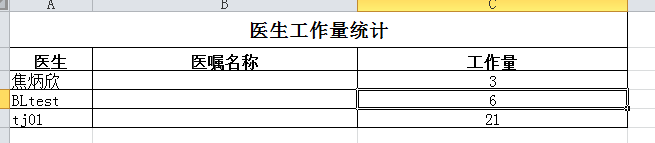 A B C
医生工作量统计
医生 医嘱名称 工作量
焦炳欣 3
BLtest 6
tj01 21